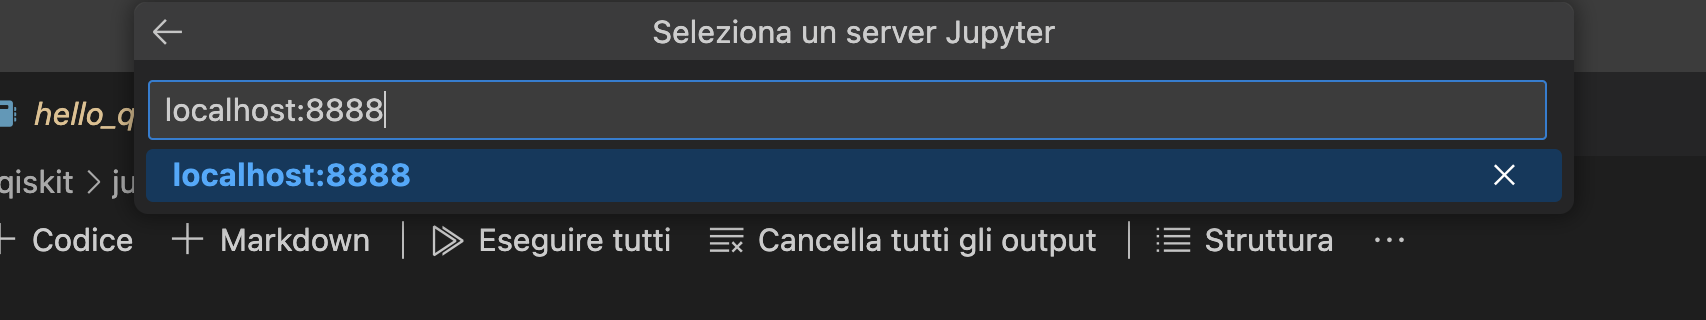 Seleziona un server Jupyter
hello_q
localhost:8888
localhost:8888
qiskit > ju
Codice + Markdown | Eseguire tutti Cancella tutti gli output | Struttura ...